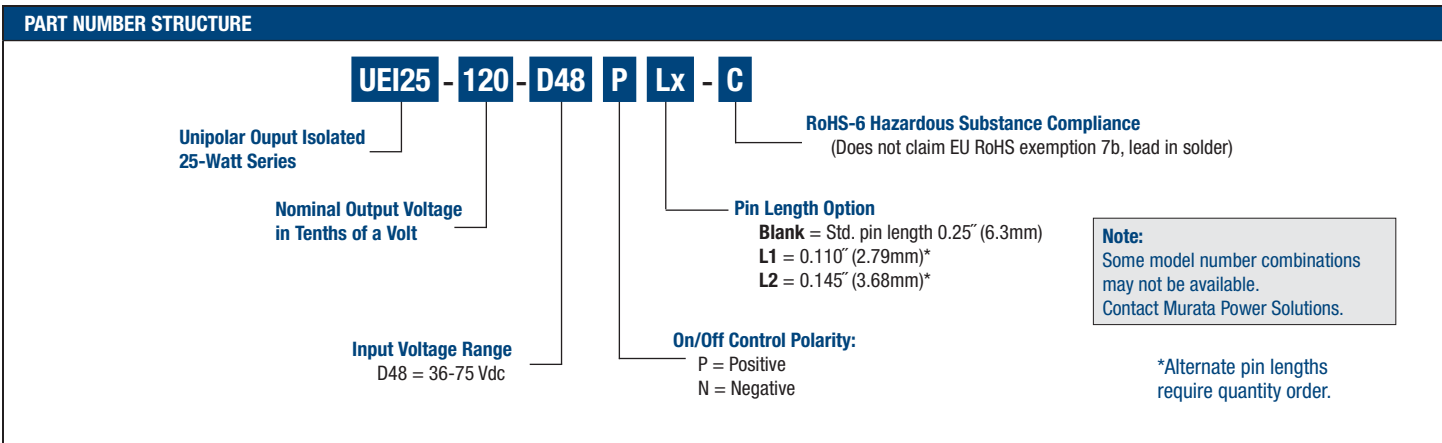 PART NUMBER STRUCTURE
UEI25 - 120 - D48 P Lx - C
Unipolar Ouput Isolated
25-Watt Series
RoHS-6 Hazardous Substance Compliance
(Does not claim EU RoHS exemption 7b, lead in solder)
Nominal Output Voltage
in Tenths of a Volt
Pin Length Option
Blank = Std. pin length 0.25˝ (6.3mm)
L1 = 0.110˝ (2.79mm)*
L2 = 0.145˝ (3.68mm)*
Note:
Some model number combinations
may not be available.
Contact Murata Power Solutions.
Input Voltage Range
D48 = 36-75 Vdc
On/Off Control Polarity:
P = Positive
N = Negative
*Alternate pin lengths
require quantity order.